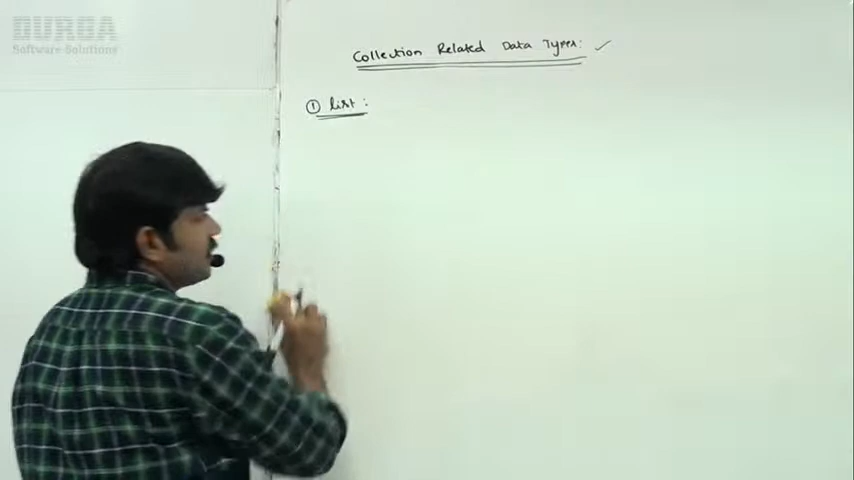 DURGA
Software Solutions
Collection Related Data Types: ✓
① list :